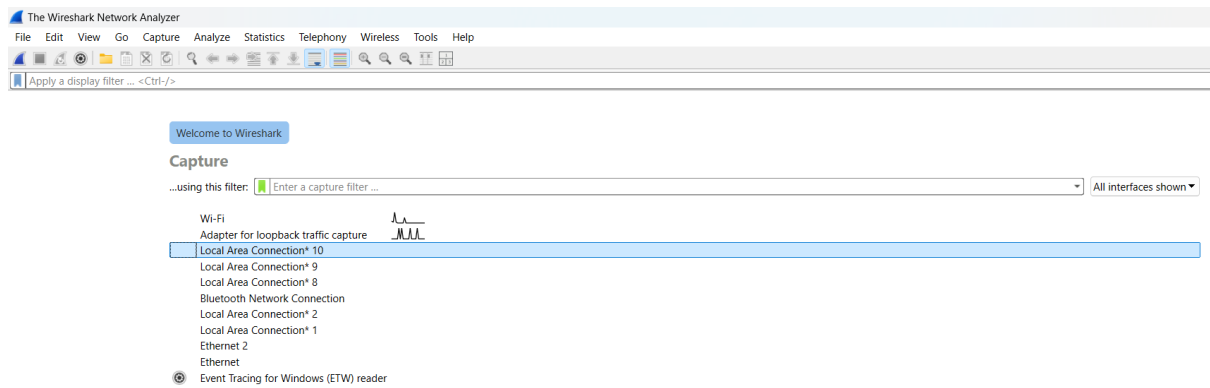 The Wireshark Network Analyzer
File Edit View Go Capture Analyze Statistics Telephony Wireless Tools Help
Apply a display filter ... <Ctrl-/>
Welcome to Wireshark
Capture
...using this filter: Enter a capture filter ... All interfaces shown
Wi-Fi
Adapter for loopback traffic capture
Local Area Connection* 10
Local Area Connection* 9
Local Area Connection* 8
Bluetooth Network Connection
Local Area Connection* 2
Local Area Connection* 1
Ethernet 2
Ethernet
Event Tracing for Windows (ETW) reader